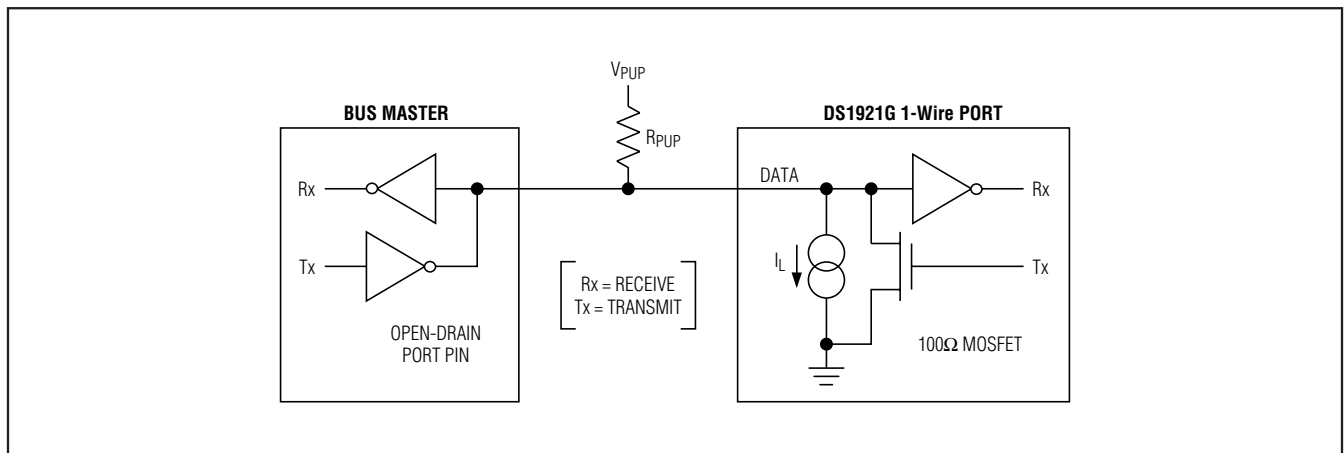 VPUP
BUS MASTER
DS1921G 1-Wire PORT
RPUP
Rx
DATA
Rx
Tx
IL
Tx
Rx = RECEIVE
Tx = TRANSMIT
OPEN-DRAIN
PORT PIN
100Ω MOSFET